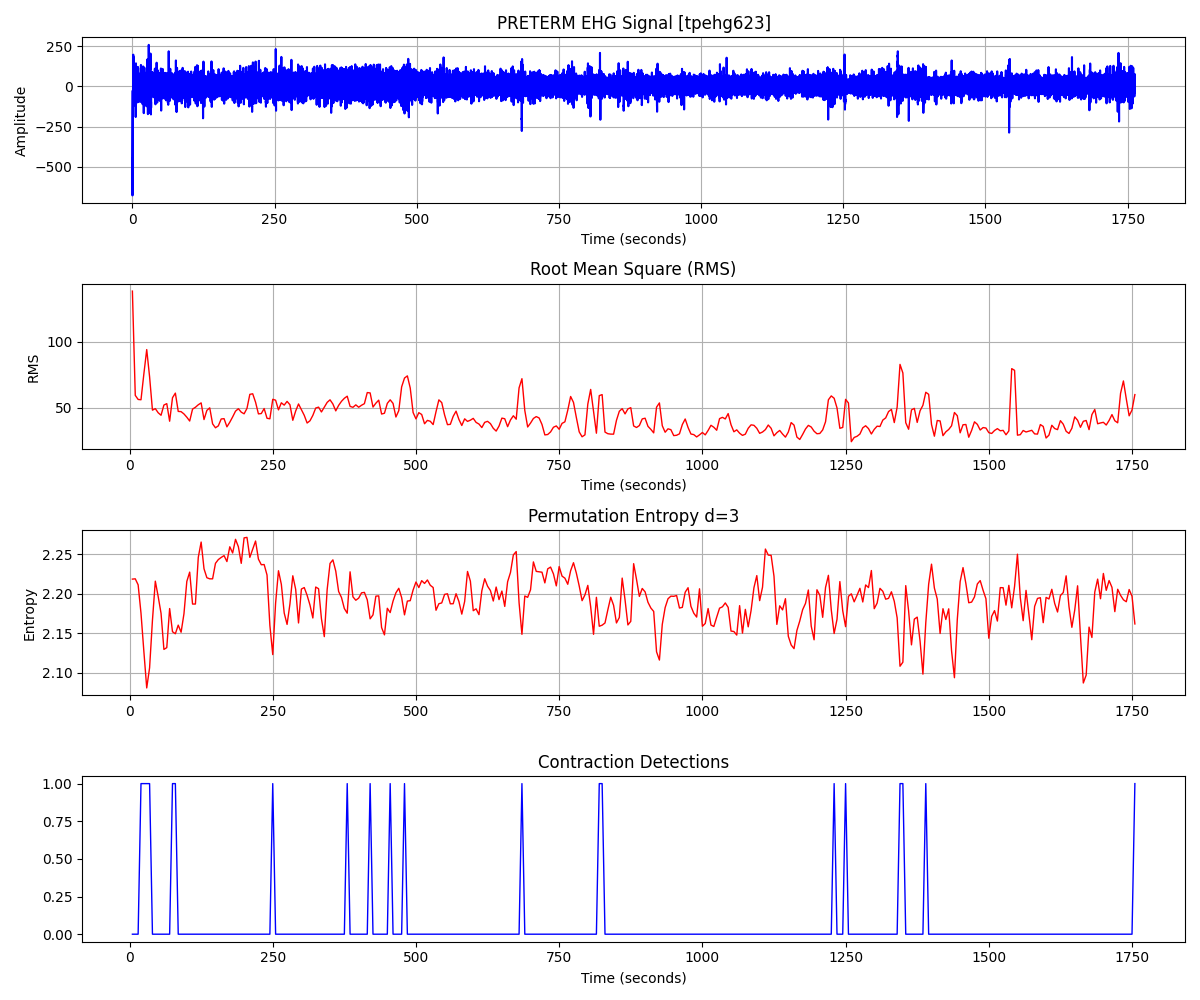 PRETERM EHG Signal [tpehg623]
250
0
−250
−500
Amplitude
0 250 500 750 1000 1250 1500 1750
Time (seconds)
Root Mean Square (RMS)
100
50
RMS
0 250 500 750 1000 1250 1500 1750
Time (seconds)
Permutation Entropy d=3
2.25
2.20
2.15
2.10
Entropy
0 250 500 750 1000 1250 1500 1750
Time (seconds)
Contraction Detections
1.00
0.75
0.50
0.25
0.00
0 250 500 750 1000 1250 1500 1750
Time (seconds)